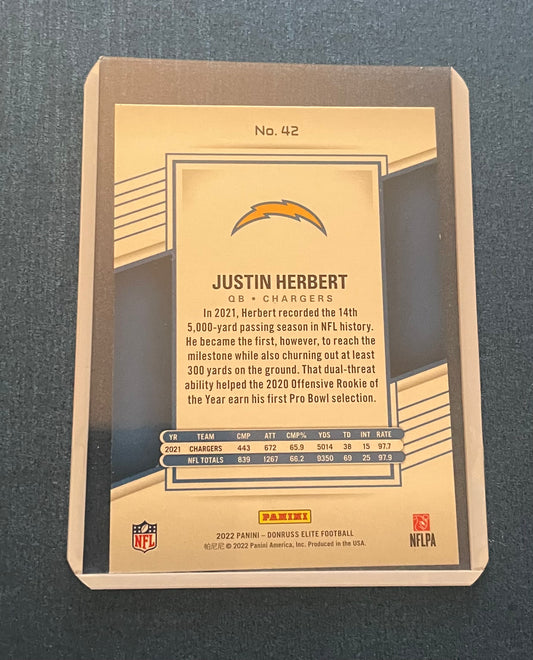 No. 42
JUSTIN HERBERT
QB • CHARGERS
In 2021, Herbert recorded the 14th
5,000-yard passing season in NFL history.
He became the first, however, to reach the
milestone while also churning out at least
300 yards on the ground. That dual-threat
ability helped the 2020 Offensive Rookie of
the Year earn his first Pro Bowl selection.
YR TEAM CMP ATT CMP% YDS TD INT RATE
2021 CHARGERS 443 672 65.9 5014 38 15 97.7
NFL TOTALS 839 1267 66.2 9350 69 25 97.9
PANINI
NFL
2022 PANINI – DONRUSS ELITE FOOTBALL
帕尼尼 © 2022 Panini America, Inc. Produced in the USA.
NFLPA